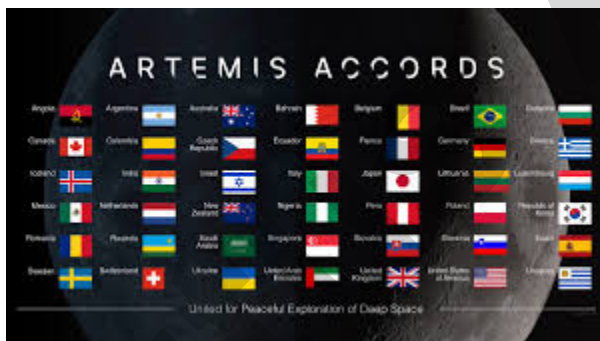 ARTEMIS ACCORDS
Angola Argentina Australia Bahrain Belgium Brazil Bulgaria
Canada Colombia Czech Republic Ecuador France Germany Greece
Iceland India Israel Italy Japan Lithuania Luxembourg
Mexico Netherlands New Zealand Nigeria Peru Poland Republic of Korea
Romania Rwanda Saudi Arabia Singapore Slovakia Slovenia Spain
Sweden Switzerland Ukraine United Arab Emirates United Kingdom United States of America Uruguay
United for Peaceful Exploration of Deep Space